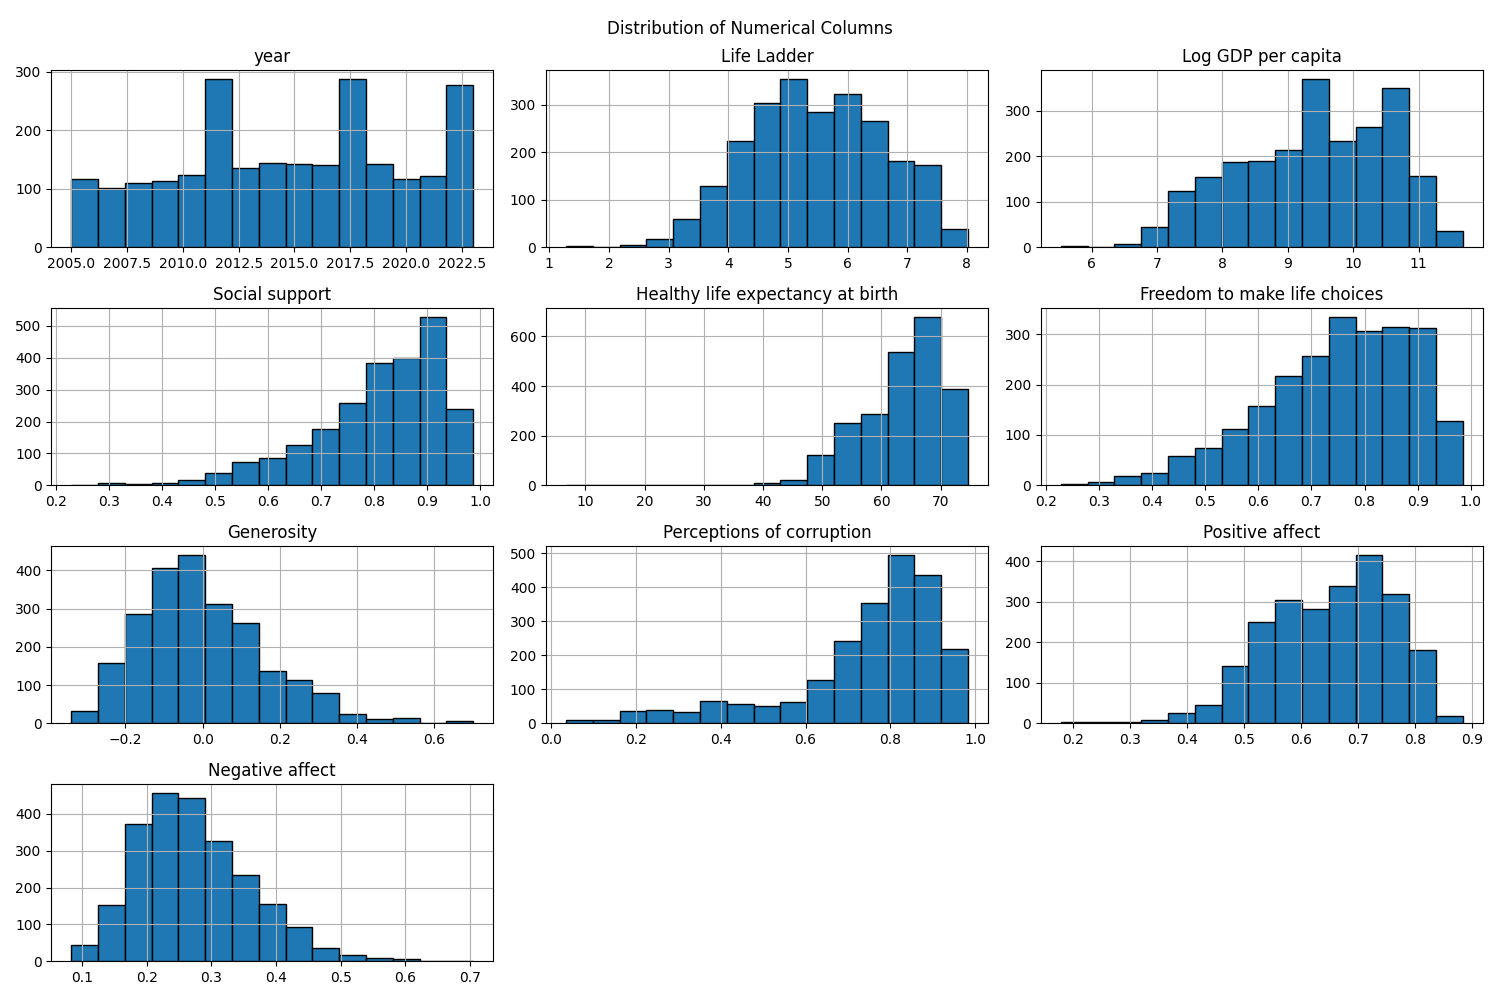 Distribution of Numerical Columns
year
Life Ladder
Log GDP per capita
300
200
100
0
2005.0 2007.5 2010.0 2012.5 2015.0 2017.5 2020.0 2022.5
300
200
100
0
1 2 3 4 5 6 7 8
300
200
100
0
6 7 8 9 10 11
Social support
Healthy life expectancy at birth
Freedom to make life choices
500
400
300
200
100
0
0.2 0.3 0.4 0.5 0.6 0.7 0.8 0.9 1.0
600
400
200
0
10 20 30 40 50 60 70
300
200
100
0
0.2 0.3 0.4 0.5 0.6 0.7 0.8 0.9 1.0
Generosity
Perceptions of corruption
Positive affect
400
300
200
100
0
−0.2 0.0 0.2 0.4 0.6
500
400
300
200
100
0
0.0 0.2 0.4 0.6 0.8 1.0
400
300
200
100
0
0.2 0.3 0.4 0.5 0.6 0.7 0.8 0.9
Negative affect
400
300
200
100
0
0.1 0.2 0.3 0.4 0.5 0.6 0.7